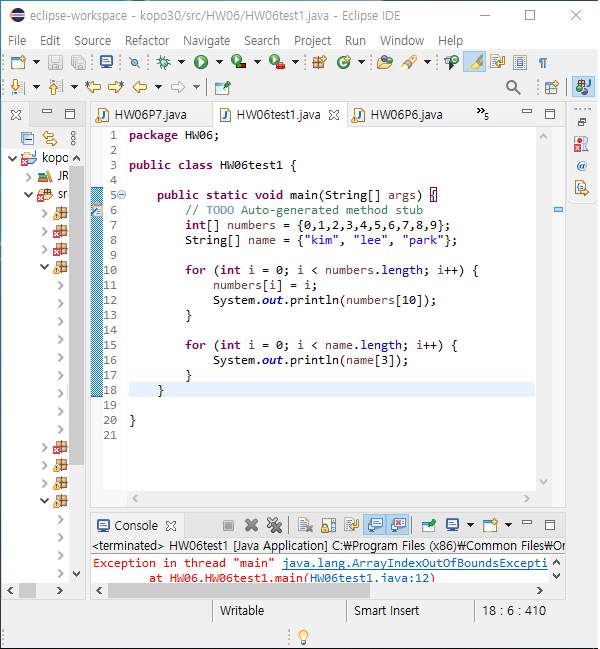 eclipse-workspace - kopo30/src/HW06/HW06test1.java - Eclipse IDE
File Edit Source Refactor Navigate Search Project Run Window Help
HW06P7.java HW06test1.java HW06P6.java »5
kopo
JR
sr
1 package HW06;
2
3 public class HW06test1 {
4
5 public static void main(String[] args) {
6 // TODO Auto-generated method stub
7 int[] numbers = {0,1,2,3,4,5,6,7,8,9};
8 String[] name = {"kim", "lee", "park"};
9
10 for (int i = 0; i < numbers.length; i++) {
11 numbers[i] = i;
12 System.out.println(numbers[10]);
13 }
14
15 for (int i = 0; i < name.length; i++) {
16 System.out.println(name[3]);
17 }
18 }
19
20 }
21
Console
<terminated> HW06test1 [Java Application] C:₩Program Files (x86)₩Common Files₩Or
Exception in thread "main" java.lang.ArrayIndexOutOfBoundsExcepti
at HW06.HW06test1.main(HW06test1.java:12)
Writable Smart Insert 18 : 6 : 410